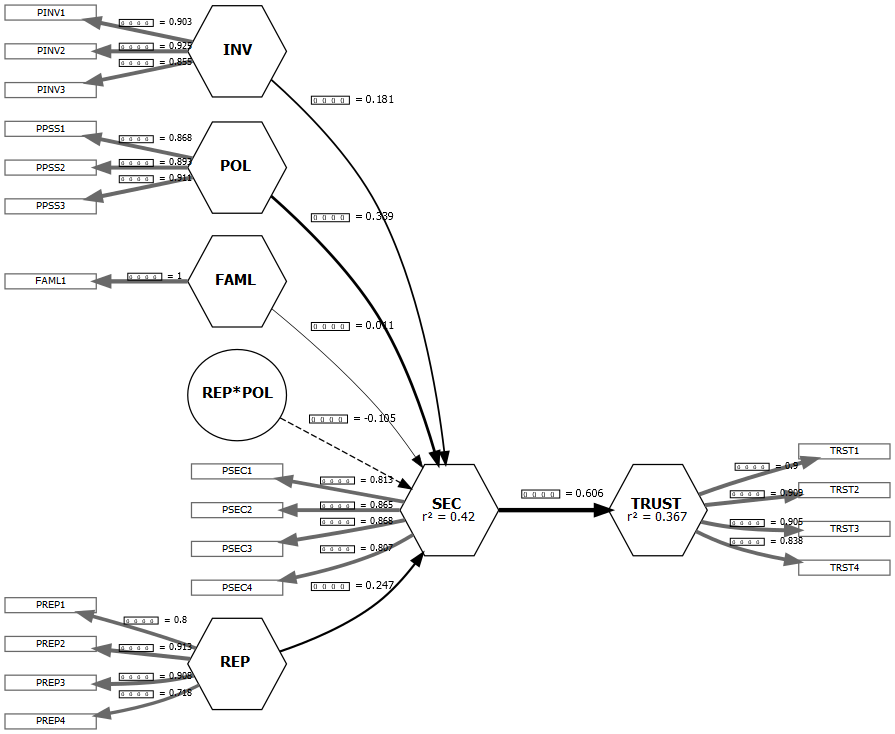 PINV1
= 0.903
PINV2
= 0.925
PINV3
= 0.855
INV
= 0.181
PPSS1
= 0.868
PPSS2
= 0.893
PPSS3
= 0.911
POL
= 0.339
FAML1
= 1
FAML
= 0.011
REP*POL
= -0.105
PSEC1
= 0.813
PSEC2
= 0.865
PSEC3
= 0.868
PSEC4
= 0.807
SEC
r² = 0.42
= 0.606
TRUST
r² = 0.367
= 0.9
TRST1
= 0.909
TRST2
= 0.905
TRST3
= 0.838
TRST4
= 0.247
PREP1
= 0.8
PREP2
= 0.913
PREP3
= 0.908
PREP4
= 0.718
REP